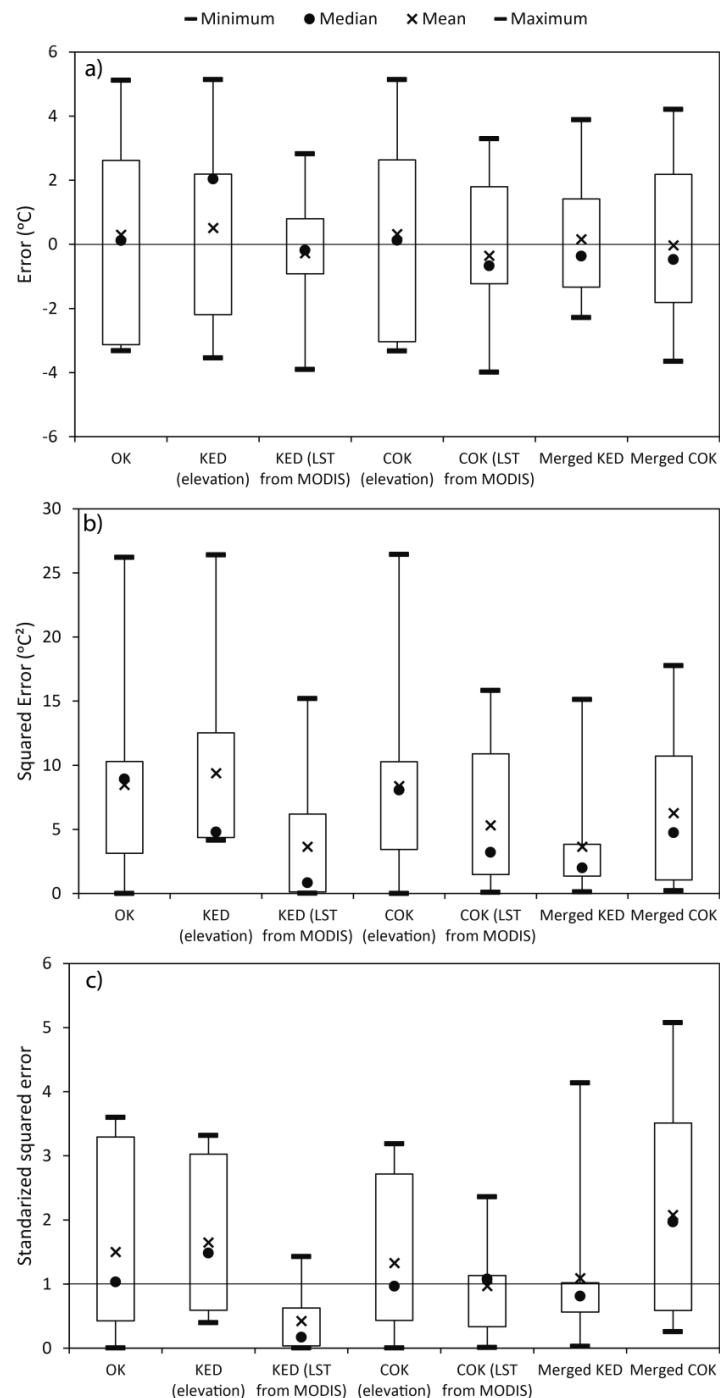 Minimum Median Mean Maximum
a)
6
4
2
0
-2
-4
-6
Error (°C)
OK KED (elevation) KED (LST from MODIS) COK (elevation) COK (LST from MODIS) Merged KED Merged COK
b)
30
25
20
15
10
5
0
Squared Error (°C²)
OK KED (elevation) KED (LST from MODIS) COK (elevation) COK (LST from MODIS) Merged KED Merged COK
c)
6
5
4
3
2
1
0
Standarized squared error
OK KED (elevation) KED (LST from MODIS) COK (elevation) COK (LST from MODIS) Merged KED Merged COK